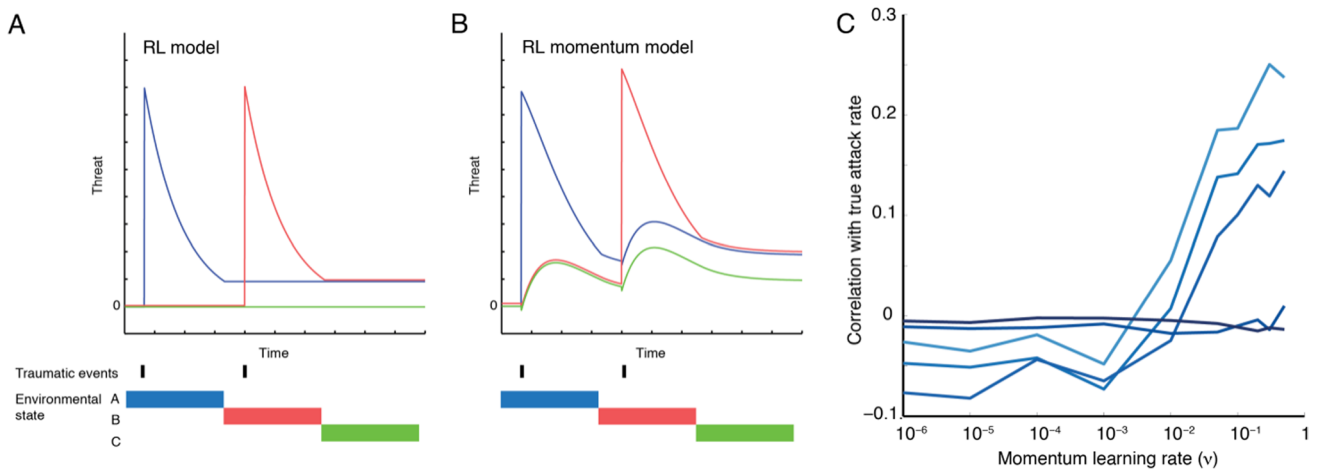 A
RL model
Threat
0
Time
Traumatic events
Environmental
state
A
B
C
B
RL momentum model
Threat
0
Time
C
Correlation with true attack rate
0.3
0.2
0.1
0
−0.1
10⁻⁶ 10⁻⁵ 10⁻⁴ 10⁻³ 10⁻² 10⁻¹ 1
Momentum learning rate (ν)